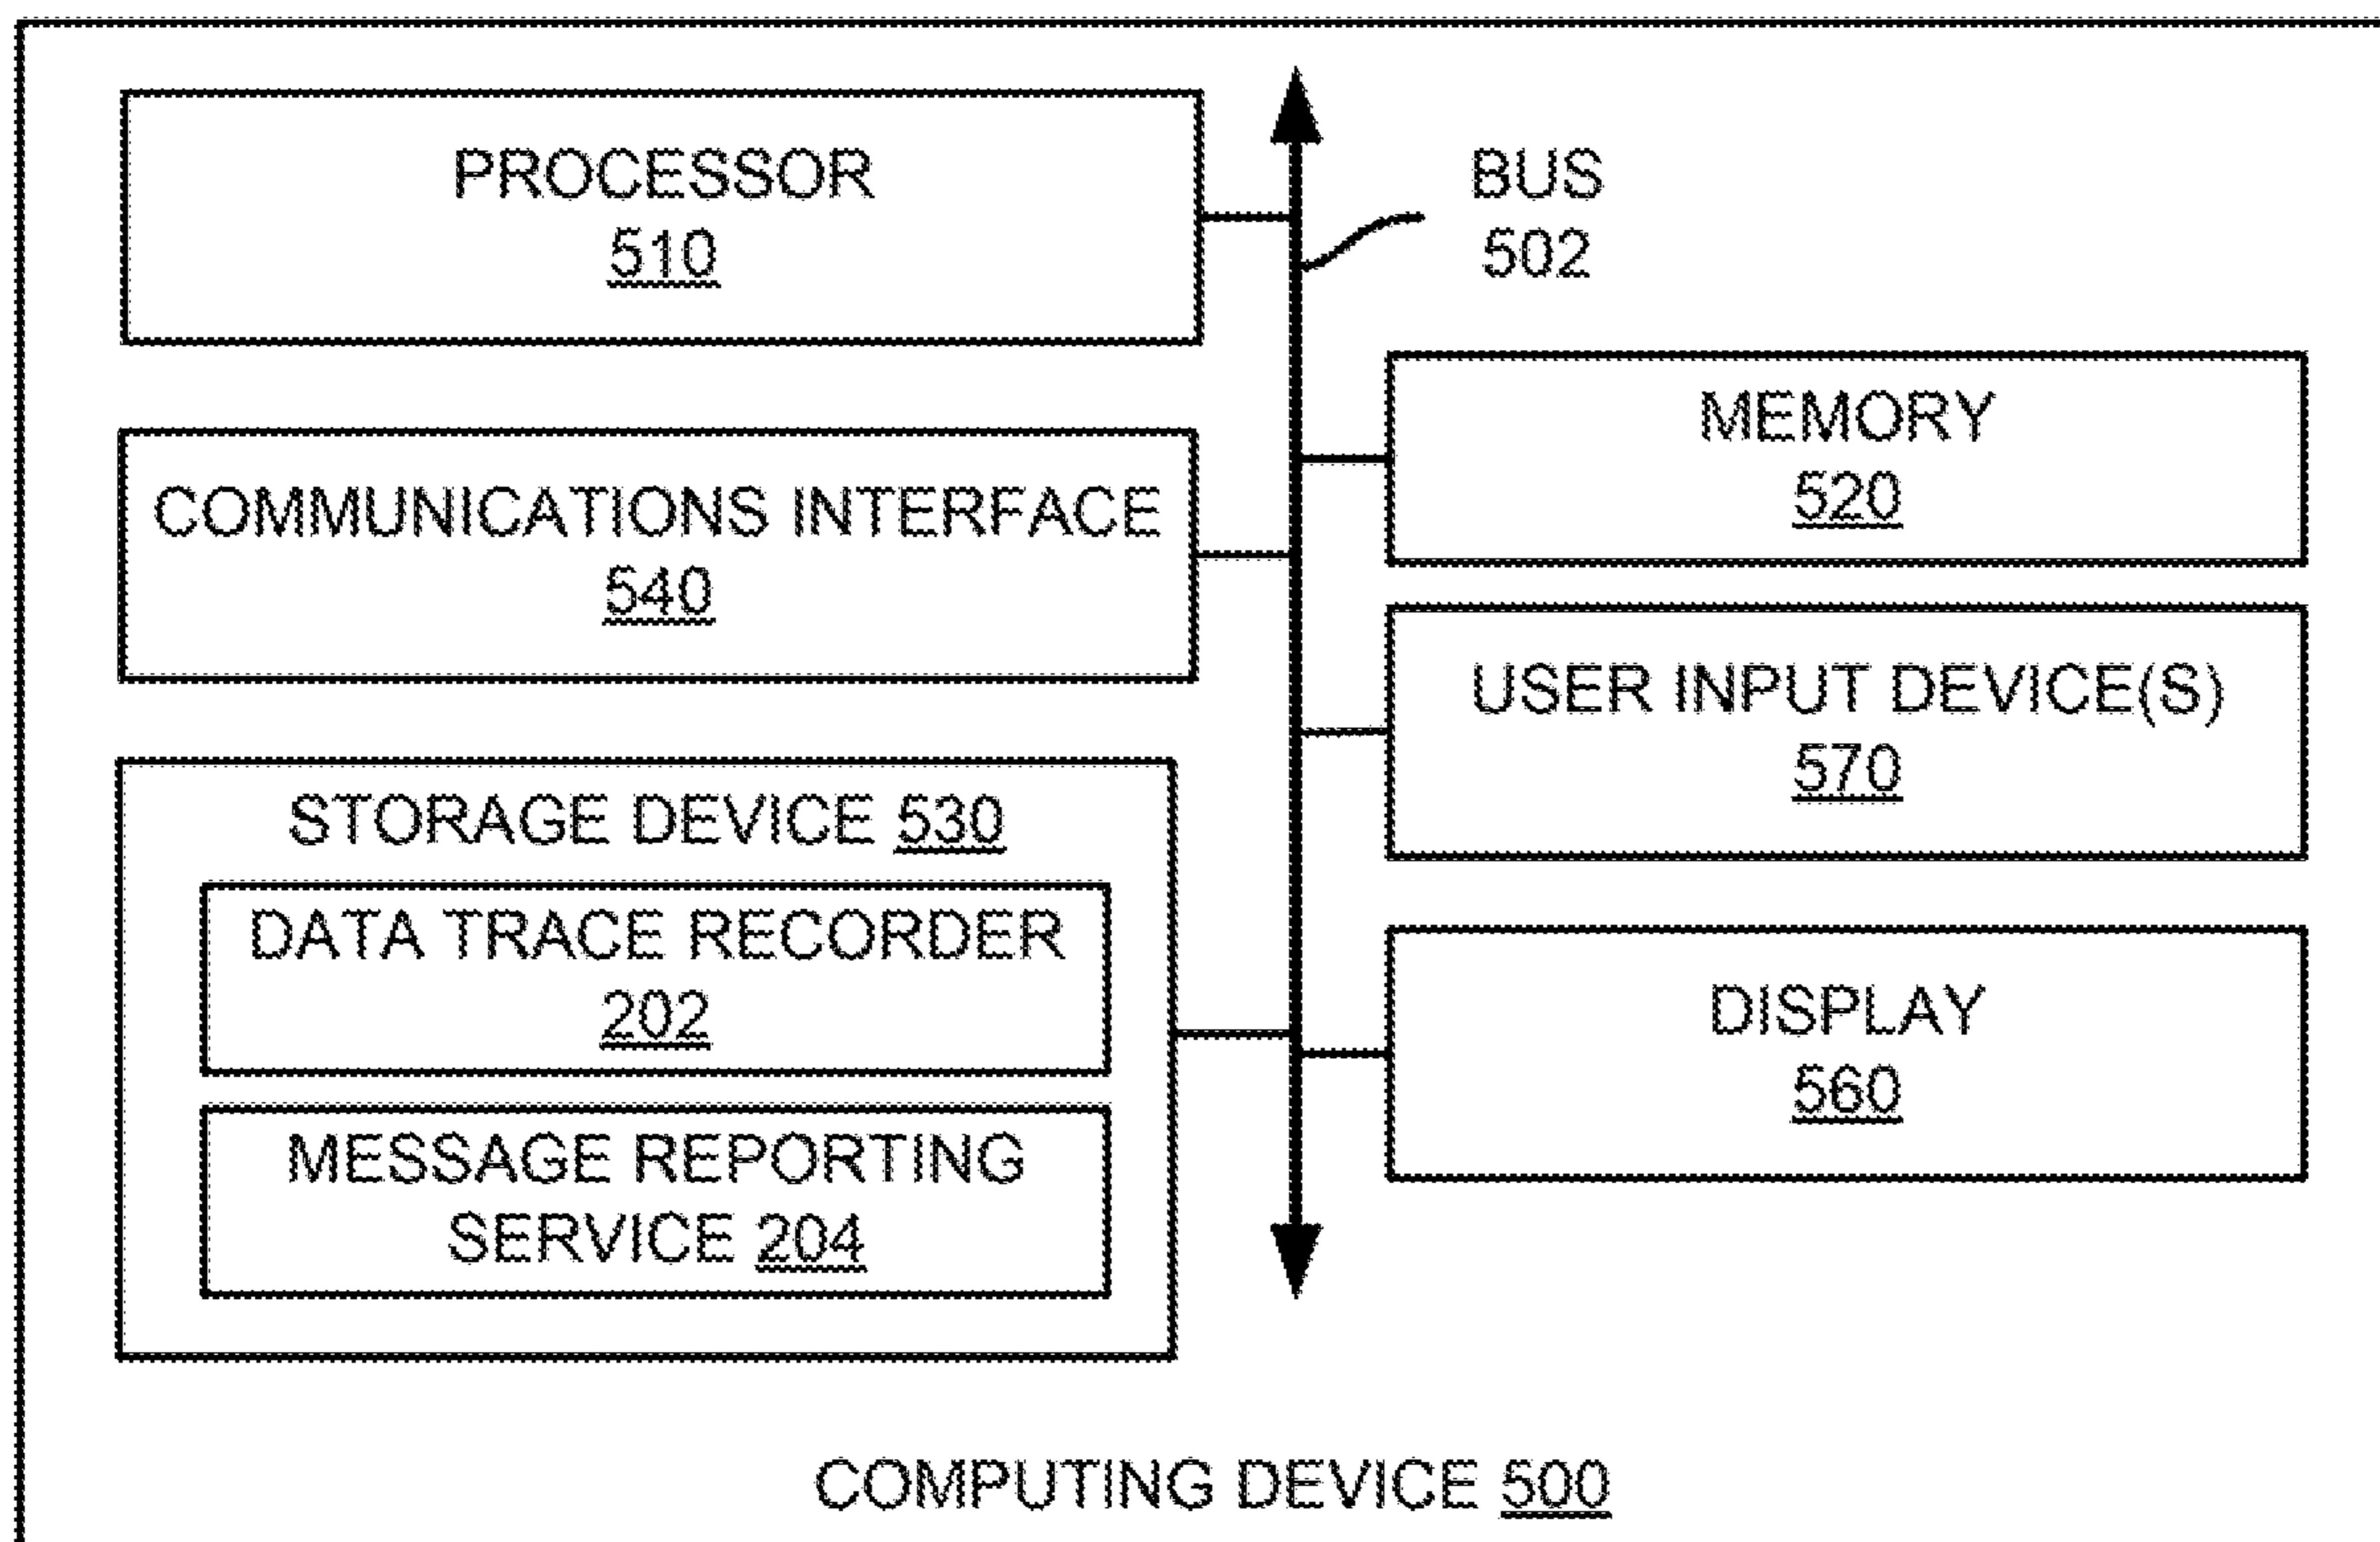 PROCESSOR
510
BUS
502
MEMORY
520
COMMUNICATIONS INTERFACE
540
USER INPUT DEVICE(S)
570
STORAGE DEVICE 530
DATA TRACE RECORDER
202
MESSAGE REPORTING
SERVICE 204
DISPLAY
560
COMPUTING DEVICE 500